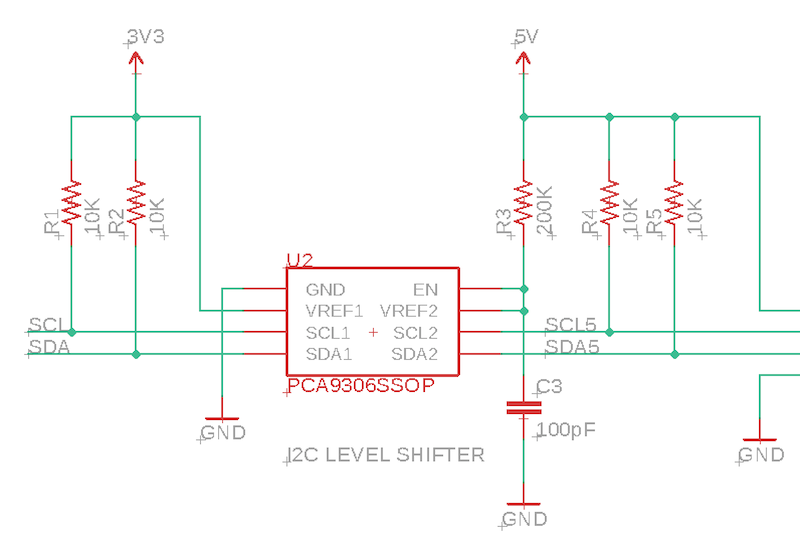 3V3
5V
R1
10K
R2
10K
R3
200K
R4
10K
R5
10K
U2
GND
EN
VREF1
VREF2
SCL
SCL1
SCL2
SCL5
SDA
SDA1
SDA2
SDA5
PCA9306SSOP
C3
100pF
GND
I2C LEVEL SHIFTER
GND
GND